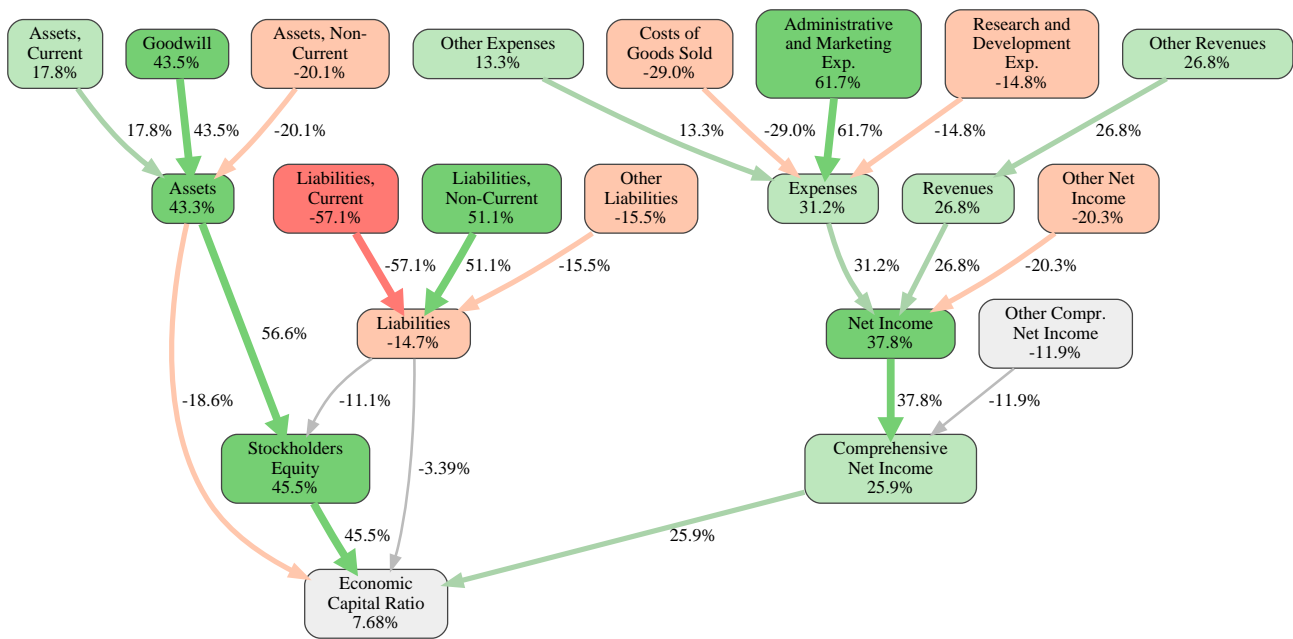 Assets,
Current
17.8%
Goodwill
43.5%
Assets, Non-
Current
-20.1%
Other Expenses
13.3%
Costs of
Goods Sold
-29.0%
Administrative
and Marketing
Exp.
61.7%
Research and
Development
Exp.
-14.8%
Other Revenues
26.8%
17.8%
43.5%
-20.1%
13.3%
-29.0%
61.7%
-14.8%
26.8%
Assets
43.3%
Liabilities,
Current
-57.1%
Liabilities,
Non-Current
51.1%
Other
Liabilities
-15.5%
Expenses
31.2%
Revenues
26.8%
Other Net
Income
-20.3%
-57.1%
51.1%
-15.5%
31.2%
26.8%
-20.3%
56.6%
Liabilities
-14.7%
Net Income
37.8%
Other Compr.
Net Income
-11.9%
-18.6%
-11.1%
37.8%
-11.9%
Stockholders
Equity
45.5%
-3.39%
Comprehensive
Net Income
25.9%
45.5%
25.9%
Economic
Capital Ratio
7.68%